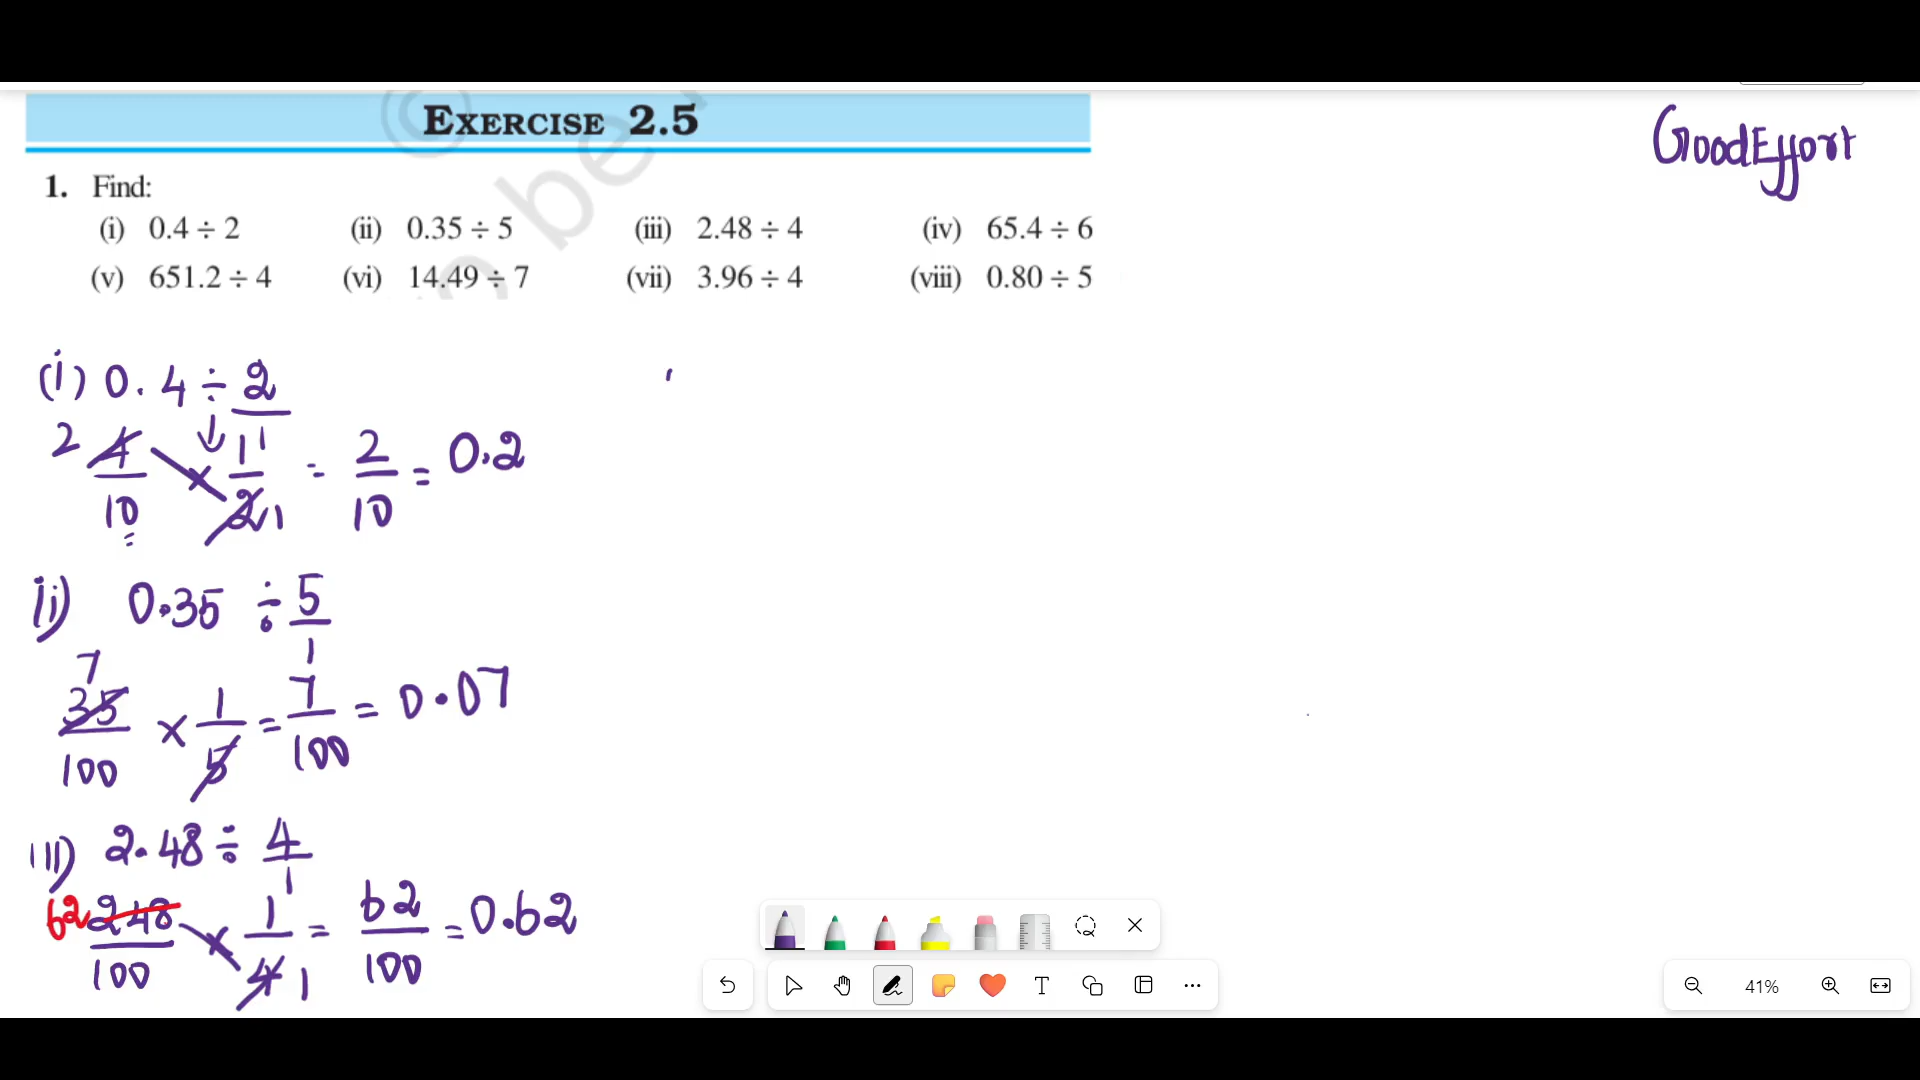 EXERCISE 2.5
GoodEffort
1. Find:
(i) 0.4 ÷ 2 (ii) 0.35 ÷ 5 (iii) 2.48 ÷ 4 (iv) 65.4 ÷ 6
(v) 651.2 ÷ 4 (vi) 14.49 ÷ 7 (vii) 3.96 ÷ 4 (viii) 0.80 ÷ 5
(i) 0.4 ÷ 2
2 4/10 × 1/2 1 = 2/10 = 0.2
ii) 0.35 ÷ 5/1
7 35/100 × 1/5 = 7/100 = 0.07
iii) 2.48 ÷ 4/1
62 248/100 × 1/4 1 = 62/100 = 0.62
41%